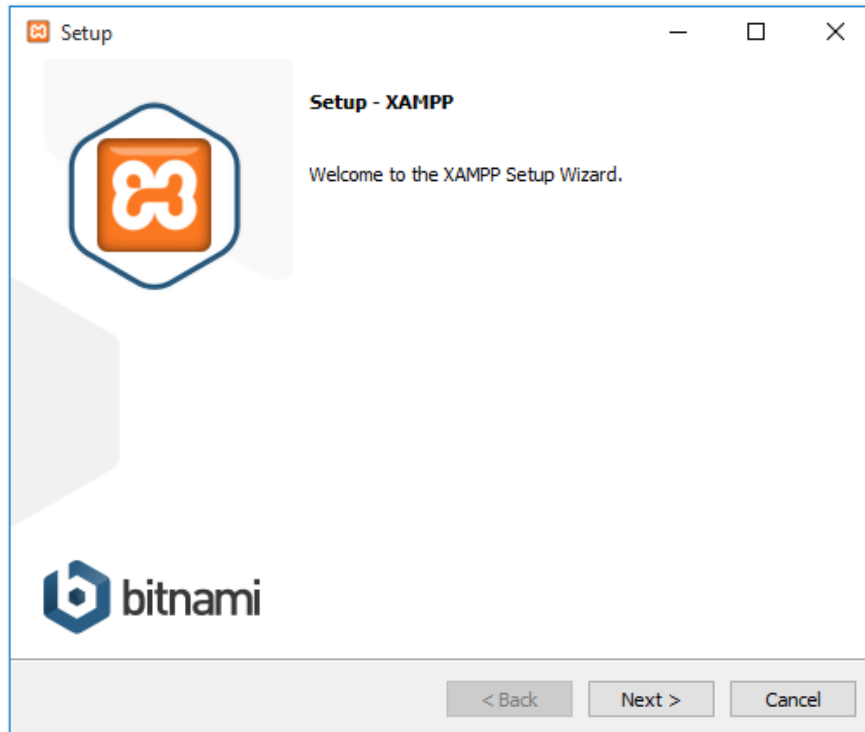 Setup
Setup - XAMPP
Welcome to the XAMPP Setup Wizard.
bitnami
< Back
Next >
Cancel